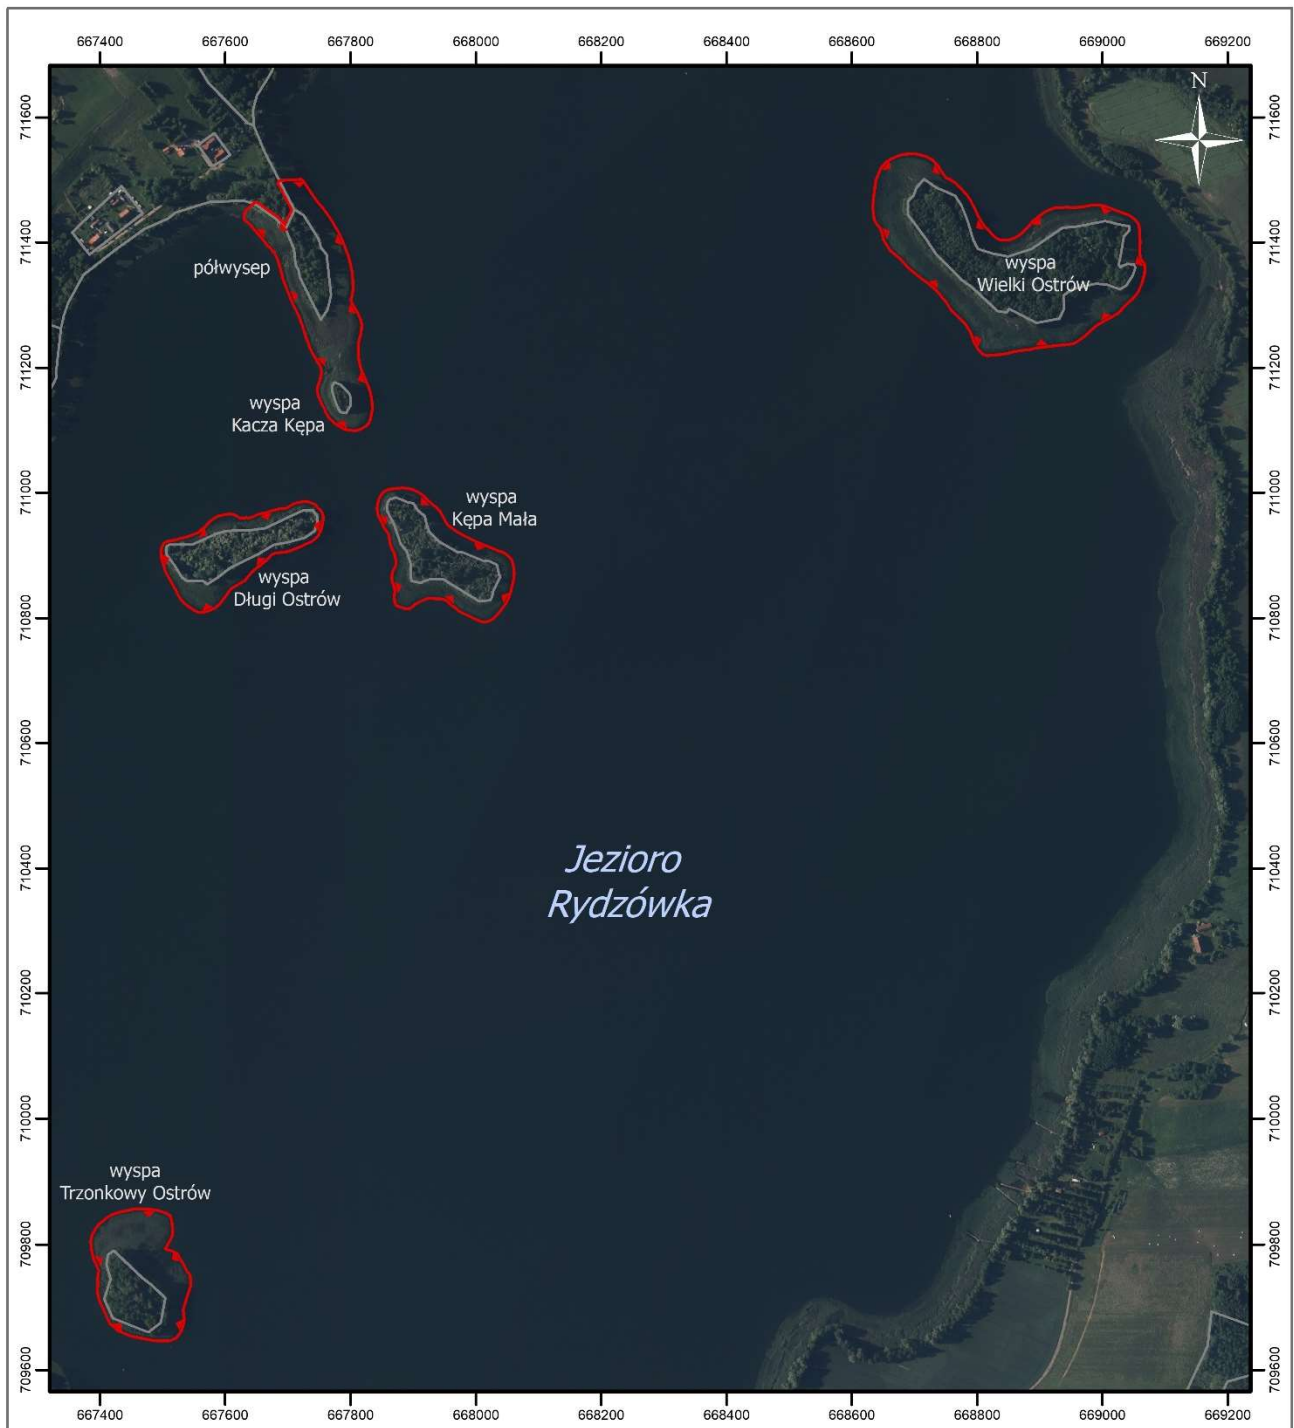 667400 667600 667800 668000 668200 668400 668600 668800 669000 669200
N
711600 711600
711400 711400
półwysep
wyspa
Wielki Ostrów
711200 711200
wyspa
Kacza Kępa
711000 711000
wyspa
Kępa Mała
wyspa
Długi Ostrów
710800 710800
710600 710600
Jezioro
Rydzówka
710400 710400
710200 710200
710000 710000
wyspa
Trzonkowy Ostrów
709800 709800
709600 709600
667400 667600 667800 668000 668200 668400 668600 668800 669000 669200